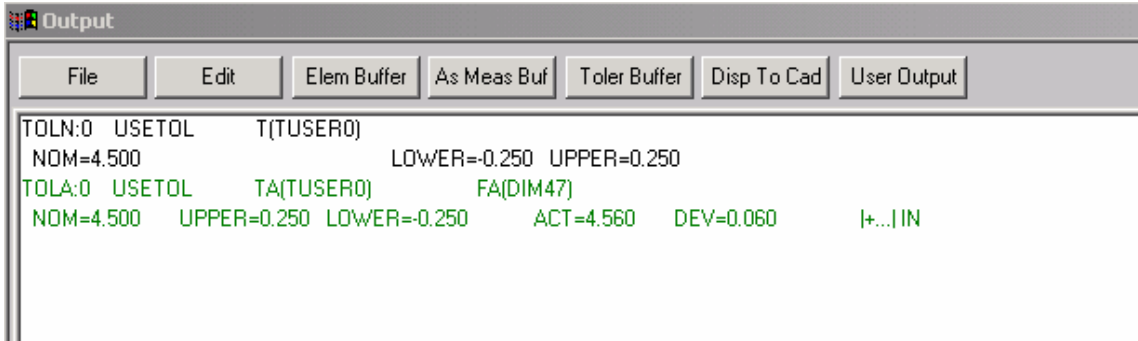 Output
File Edit Elem Buffer As Meas Buf Toler Buffer Disp To Cad User Output
TOLN:0 USETOL T(TUSER0)
NOM=4.500 LOWER=-0.250 UPPER=0.250
TOLA:0 USETOL TA(TUSER0) FA(DIM47)
NOM=4.500 UPPER=0.250 LOWER=-0.250 ACT=4.560 DEV=0.060 |+...| IN